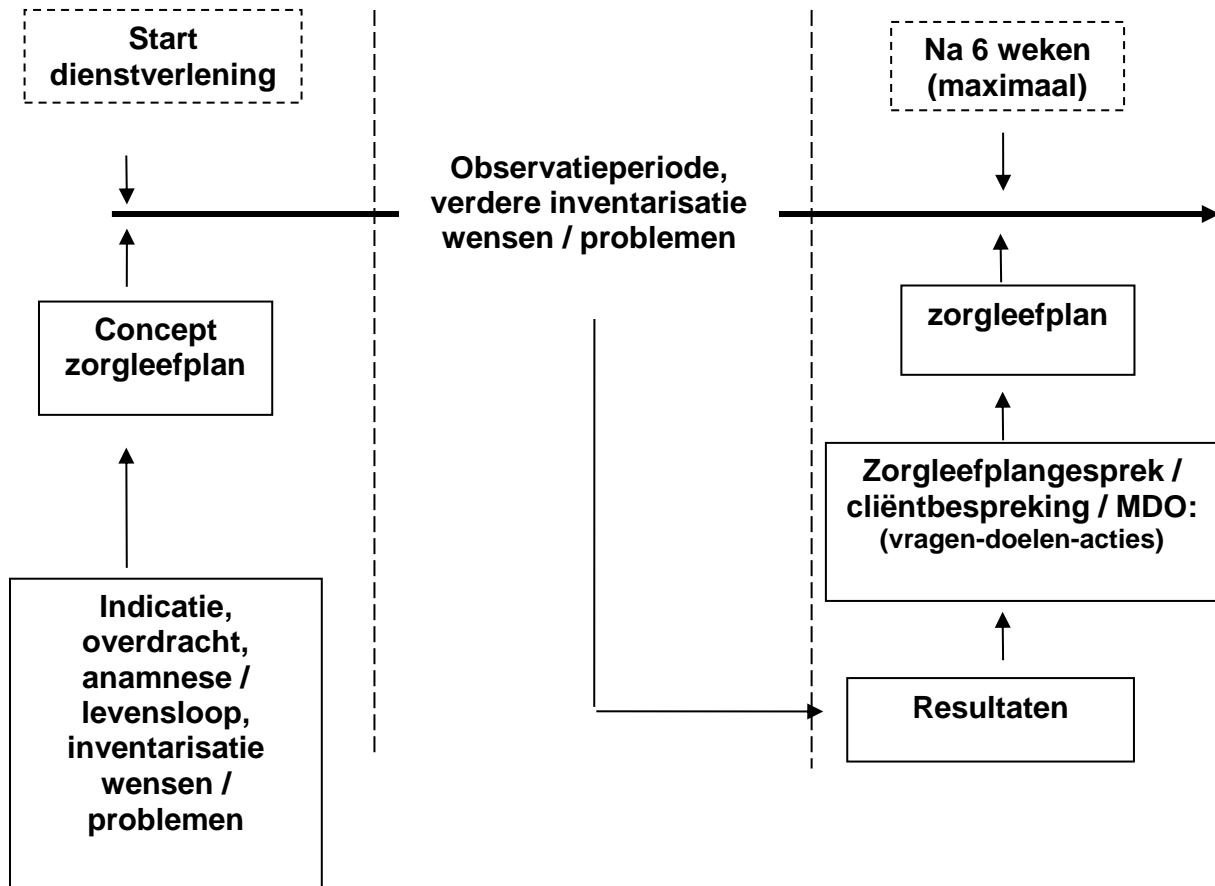 Start
dienstverlening
Na 6 weken
(maximaal)
Observatieperiode,
verdere inventarisatie
wensen / problemen
Concept
zorgleefplan
zorgleefplan
Zorgleefplangesprek /
cliëntbespreking / MDO:
(vragen-doelen-acties)
Indicatie,
overdracht,
anamnese /
levensloop,
inventarisatie
wensen /
problemen
Resultaten